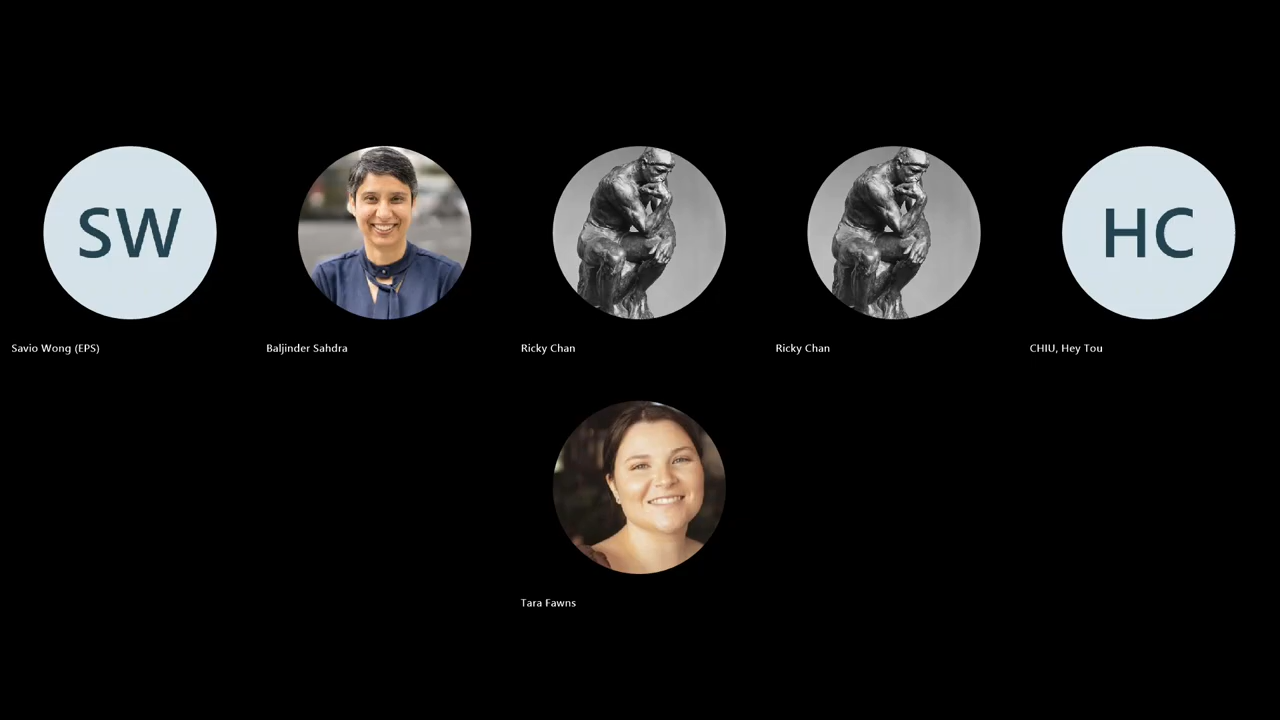 SW
HC
Savio Wong (EPS)
Baljinder Sahdra
Ricky Chan
Ricky Chan
CHIU, Hey Tou
Tara Fawns